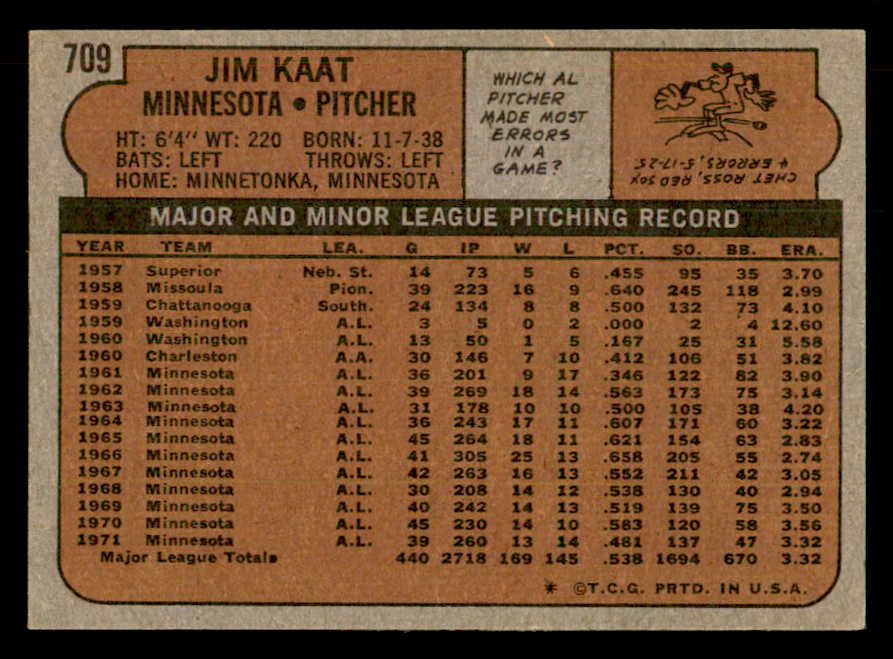 709
JIM KAAT
MINNESOTA • PITCHER
HT: 6'4" WT: 220 BORN: 11-7-38
BATS: LEFT THROWS: LEFT
HOME: MINNETONKA, MINNESOTA
WHICH AL
PITCHER
MADE MOST
ERRORS
IN A
GAME?
CHET ROSS, RED SOX
4 ERRORS, 5-17-25
MAJOR AND MINOR LEAGUE PITCHING RECORD
YEAR TEAM LEA. G IP W L PCT. SO. BB. ERA.
1957 Superior Neb. St. 14 73 5 6 .455 95 35 3.70
1958 Missoula Pion. 39 223 16 9 .640 245 118 2.99
1959 Chattanooga South. 24 134 8 8 .500 132 73 4.10
1959 Washington A.L. 3 5 0 2 .000 2 4 12.60
1960 Washington A.L. 13 50 1 5 .167 25 31 5.58
1960 Charleston A.A. 30 146 7 10 .412 106 51 3.82
1961 Minnesota A.L. 36 201 9 17 .346 122 82 3.90
1962 Minnesota A.L. 39 269 18 14 .563 173 75 3.14
1963 Minnesota A.L. 31 178 10 10 .500 105 38 4.20
1964 Minnesota A.L. 36 243 17 11 .607 171 60 3.22
1965 Minnesota A.L. 45 264 18 11 .621 154 63 2.83
1966 Minnesota A.L. 41 305 25 13 .658 205 55 2.74
1967 Minnesota A.L. 42 263 16 13 .552 211 42 3.05
1968 Minnesota A.L. 30 208 14 12 .538 130 40 2.94
1969 Minnesota A.L. 40 242 14 13 .519 139 75 3.50
1970 Minnesota A.L. 45 230 14 10 .583 120 58 3.56
1971 Minnesota A.L. 39 260 13 14 .481 137 47 3.32
Major League Totals 440 2718 169 145 .538 1694 670 3.32
* ©T.C.G. PRTD. IN U.S.A.